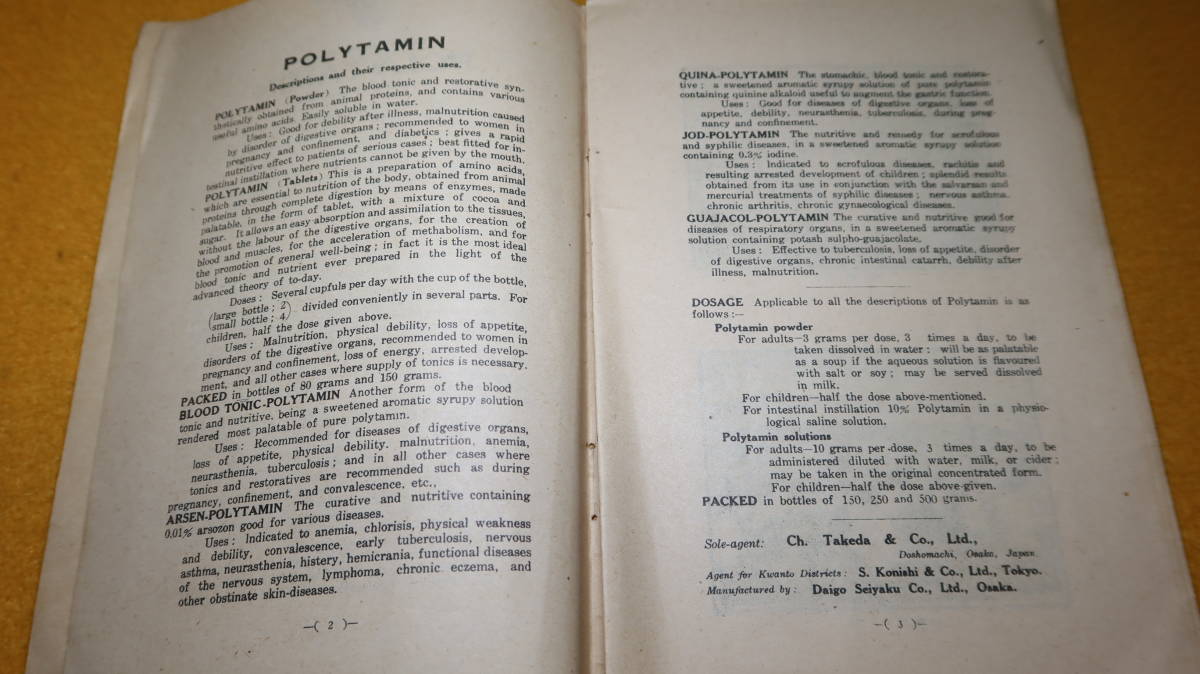 POLYTAMIN
Descriptions and their respective uses.
POLYTAMIN (Powder) The blood tonic and restorative syn-
thetically obtained from animal proteins, and contains various
useful amino acids. Easily soluble in water.
Uses: Good for debility after illness, malnutrition caused
by disorder of digestive organs; recommended to women in
pregnancy and confinement, and diabetics; gives a rapid
nutritive effect to patients of serious cases; best fitted for in-
testinal instillation where nutrients cannot be given by the mouth.
POLYTAMIN (Tablets) This is a preparation of amino acids,
which are essential to nutrition of the body, obtained from animal
proteins through complete digestion by means of enzymes, made
palatable, in the form of tablet, with a mixture of cocoa and
sugar. It allows an easy absorption and assimilation to the tissues,
without the labour of the digestive organs, for the creation of
blood and muscles, for the acceleration of methabolism, and for
the promotion of general well-being; in fact it is the most ideal
blood tonic and nutrient ever prepared in the light of the
advanced theory of to-day.
Doses: Several cupfuls per day with the cup of the bottle,
(large bottle; 2
small bottle; 4) divided conveniently in several parts. For
children, half the dose given above.
Uses: Malnutrition, physical debility, loss of appetite,
disorders of the digestive organs, recommended to women in
pregnancy and confinement, loss of energy, arrested develop-
ment, and all other cases where supply of tonics is necessary.
PACKED in bottles of 80 grams and 150 grams.
BLOOD TONIC-POLYTAMIN Another form of the blood
tonic and nutritive, being a sweetened aromatic syrupy solution
rendered most palatable of pure polytamin.
Uses: Recommended for diseases of digestive organs,
loss of appetite, physical debility. malnutrition, anemia,
neurasthenia, tuberculosis; and in all other cases where
tonics and restoratives are recommended such as during
pregnancy, confinement, and convalescence, etc.,
ARSEN-POLYTAMIN The curative and nutritive containing
0.01% arsozon good for various diseases.
Uses: Indicated to anemia, chlorisis, physical weakness
and debility, convalescence, early tuberculosis, nervous
asthma, neurasthenia, histery, hemicrania, functional diseases
of the nervous system, lymphoma, chronic eczema, and
other obstinate skin-diseases.
—( 2 )—
QUINA-POLYTAMIN The stomachic, blood tonic and restora-
tive; a sweetened aromatic syrupy solution of pure polytamin
containing quinine alkaloid useful to augment the gastric function.
Uses: Good for diseases of digestive organs, loss of
appetite, debility, neurasthenia, tuberculosis, during preg-
nancy and confinement.
JOD-POLYTAMIN The nutritive and remedy for scrofulous
and syphilic diseases, in a sweetened aromatic syrupy solution
containing 0.3% iodine.
Uses: Indicated to scrofulous diseases, rachitis and
resulting arrested development of children; splendid results
obtained from its use in conjunction with the salvarsan and
mercurial treatments of syphilic diseases; nervous asthma,
chronic arthritis, chronic gynaecological diseases.
GUAJACOL-POLYTAMIN The curative and nutritive good for
diseases of respiratory organs, in a sweetened aromatic syrupy
solution containing potash sulpho-guajacolate.
Uses: Effective to tuberculosis, loss of appetite, disorder
of digestive organs, chronic intestinal catarrh, debility after
illness, malnutrition.
DOSAGE Applicable to all the descriptions of Polytamin is as
follows:—
Polytamin powder
For adults—3 grams per dose, 3 times a day, to be
taken dissolved in water; will be as palatable
as a soup if the aqueous solution is flavoured
with salt or soy; may be served dissolved
in milk.
For children—half the dose above-mentioned.
For intestinal instillation 10% Polytamin in a physio-
logical saline solution.
Polytamin solutions
For adults—10 grams per-dose, 3 times a day, to be
administered diluted with water, milk, or cider;
may be taken in the original concentrated form.
For children—half the dose above-given.
PACKED in bottles of 150, 250 and 500 grams.
Sole-agent: Ch. Takeda & Co., Ltd.,
Doshomachi, Osaka, Japan
Agent for Kwanto Districts: S. Konishi & Co., Ltd., Tokyo.
Manufactured by: Daigo Seiyaku Co., Ltd., Osaka.
—( 3 )—